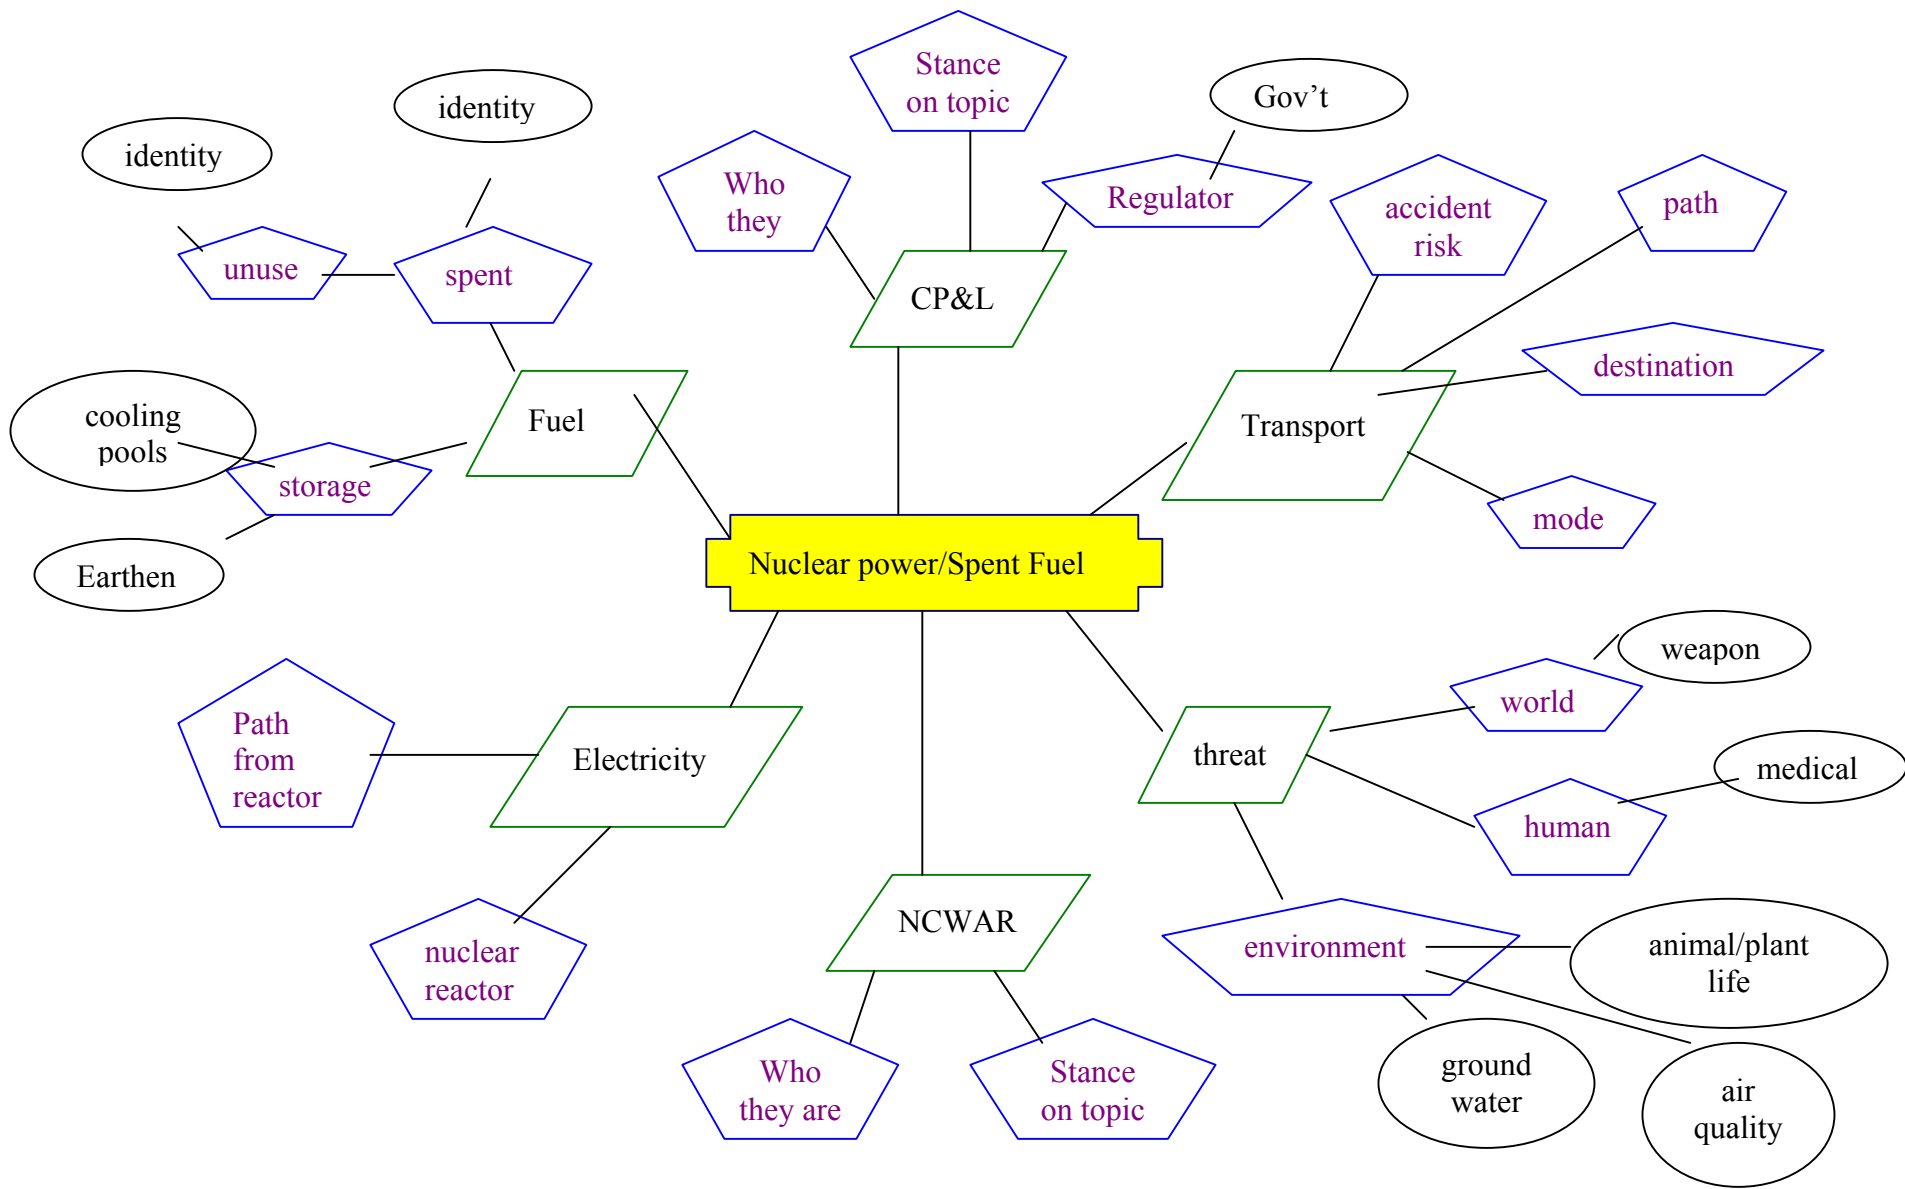 Stance
on topic
Gov't
identity
identity
Who
they
Regulator
accident
risk
path
unuse
spent
CP&L
destination
cooling
pools
Fuel
Transport
storage
mode
Earthen
Nuclear power/Spent Fuel
weapon
world
Path
from
reactor
Electricity
threat
medical
human
nuclear
reactor
NCWAR
environment
animal/plant
life
Who
they are
Stance
on topic
ground
water
air
quality